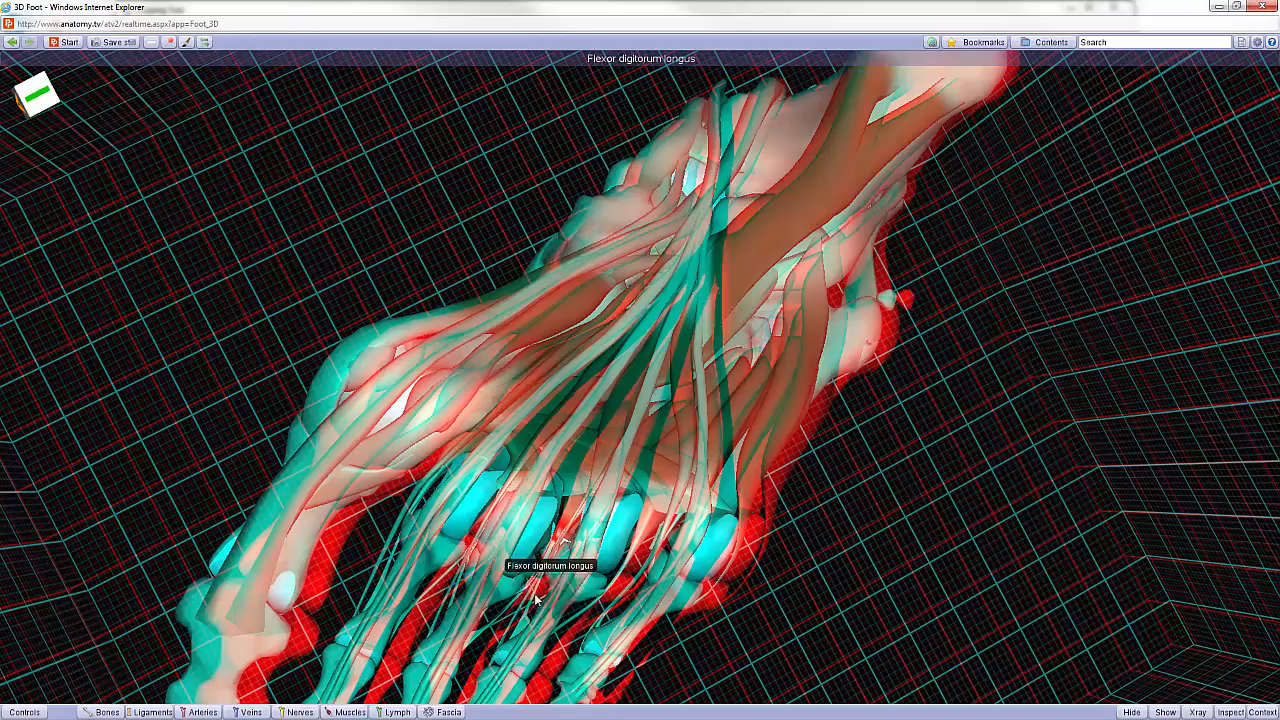 3D Foot - Windows Internet Explorer
http://www.anatomy.tv/atv2/realtime.aspx?app=Foot_3D
Start Save still Bookmarks Contents Search
Flexor digitorum longus
Flexor digitorum longus
Controls Bones Ligaments Arteries Veins Nerves Muscles Lymph Fascia Hide Show Xray Inspect Context